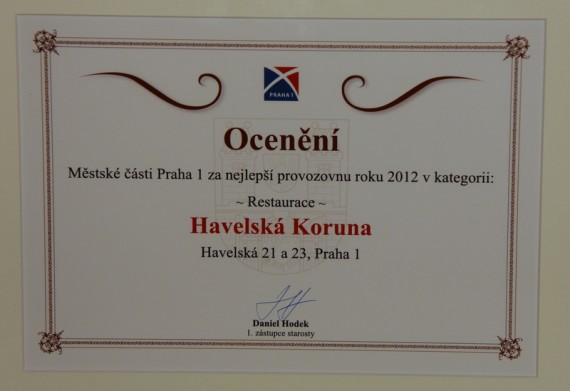 PRAHA 1
Ocenění
Městské části Praha 1 za nejlepší provozovnu roku 2012 v kategorii:
~ Restaurace ~
Havelská Koruna
Havelská 21 a 23, Praha 1
Daniel Hodek
1. zástupce starosty